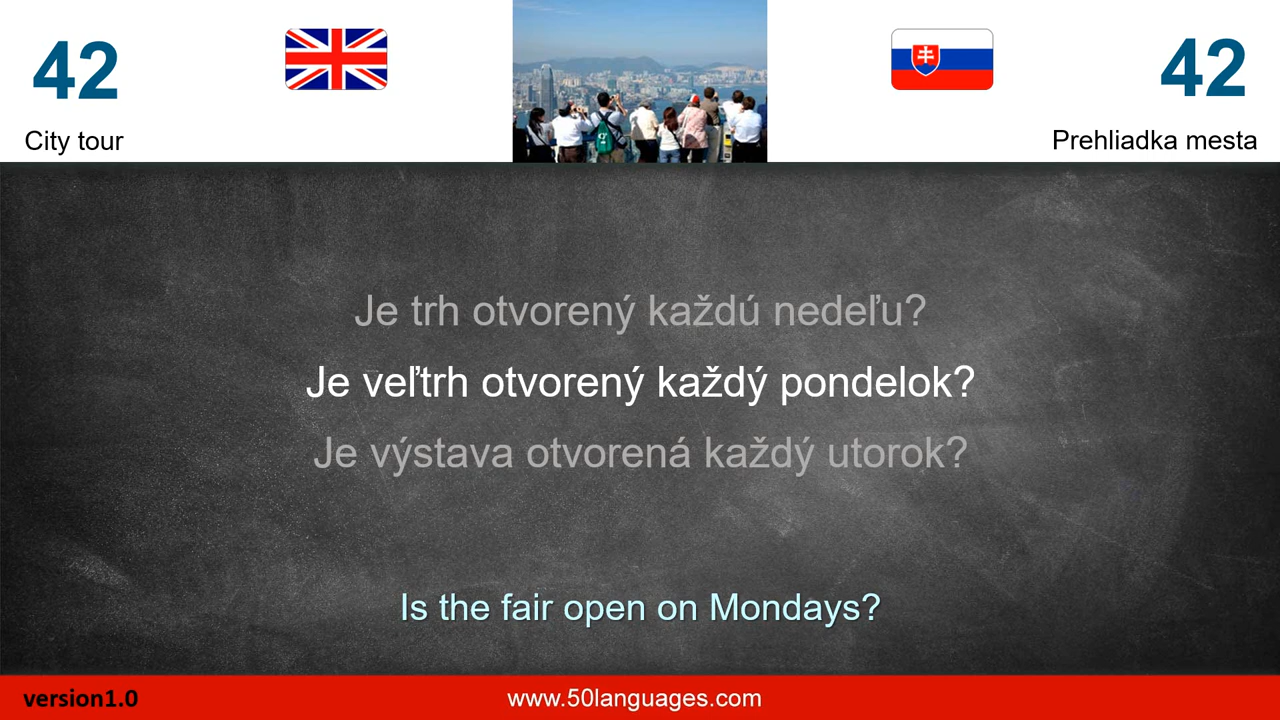 42
42
City tour
Prehliadka mesta
Je trh otvorený každú nedeľu?
Je veľtrh otvorený každý pondelok?
Je výstava otvorená každý utorok?
Is the fair open on Mondays?
version1.0
www.50languages.com